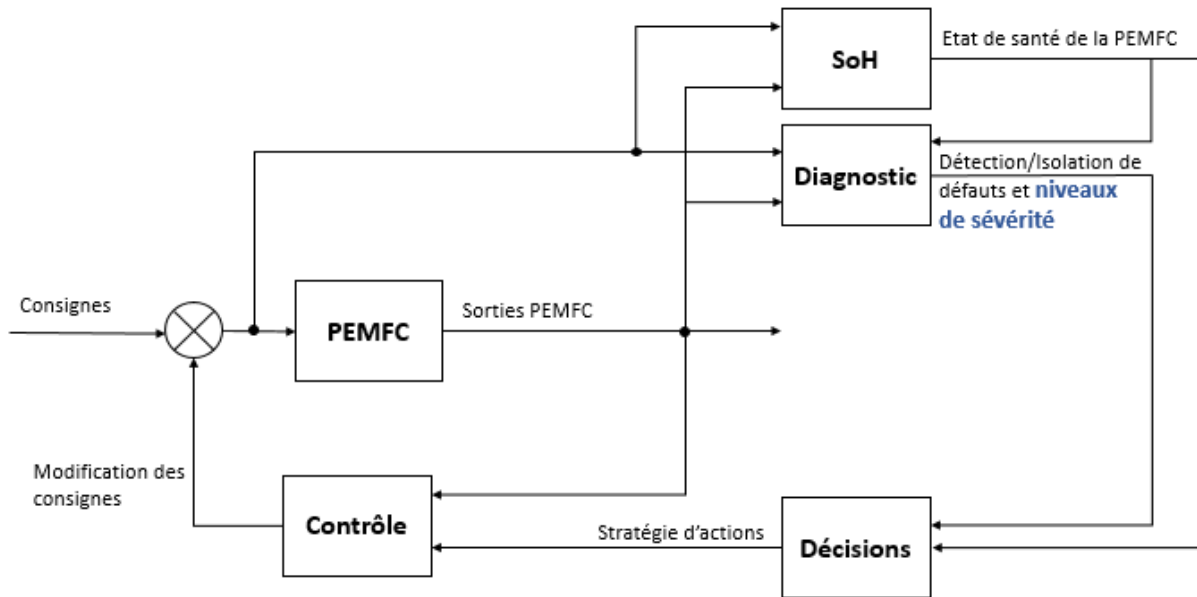 SoH
Etat de santé de la PEMFC
Diagnostic
Détection/Isolation de
défauts et niveaux
de sévérité
Consignes
PEMFC
Sorties PEMFC
Modification des
consignes
Contrôle
Stratégie d’actions
Décisions